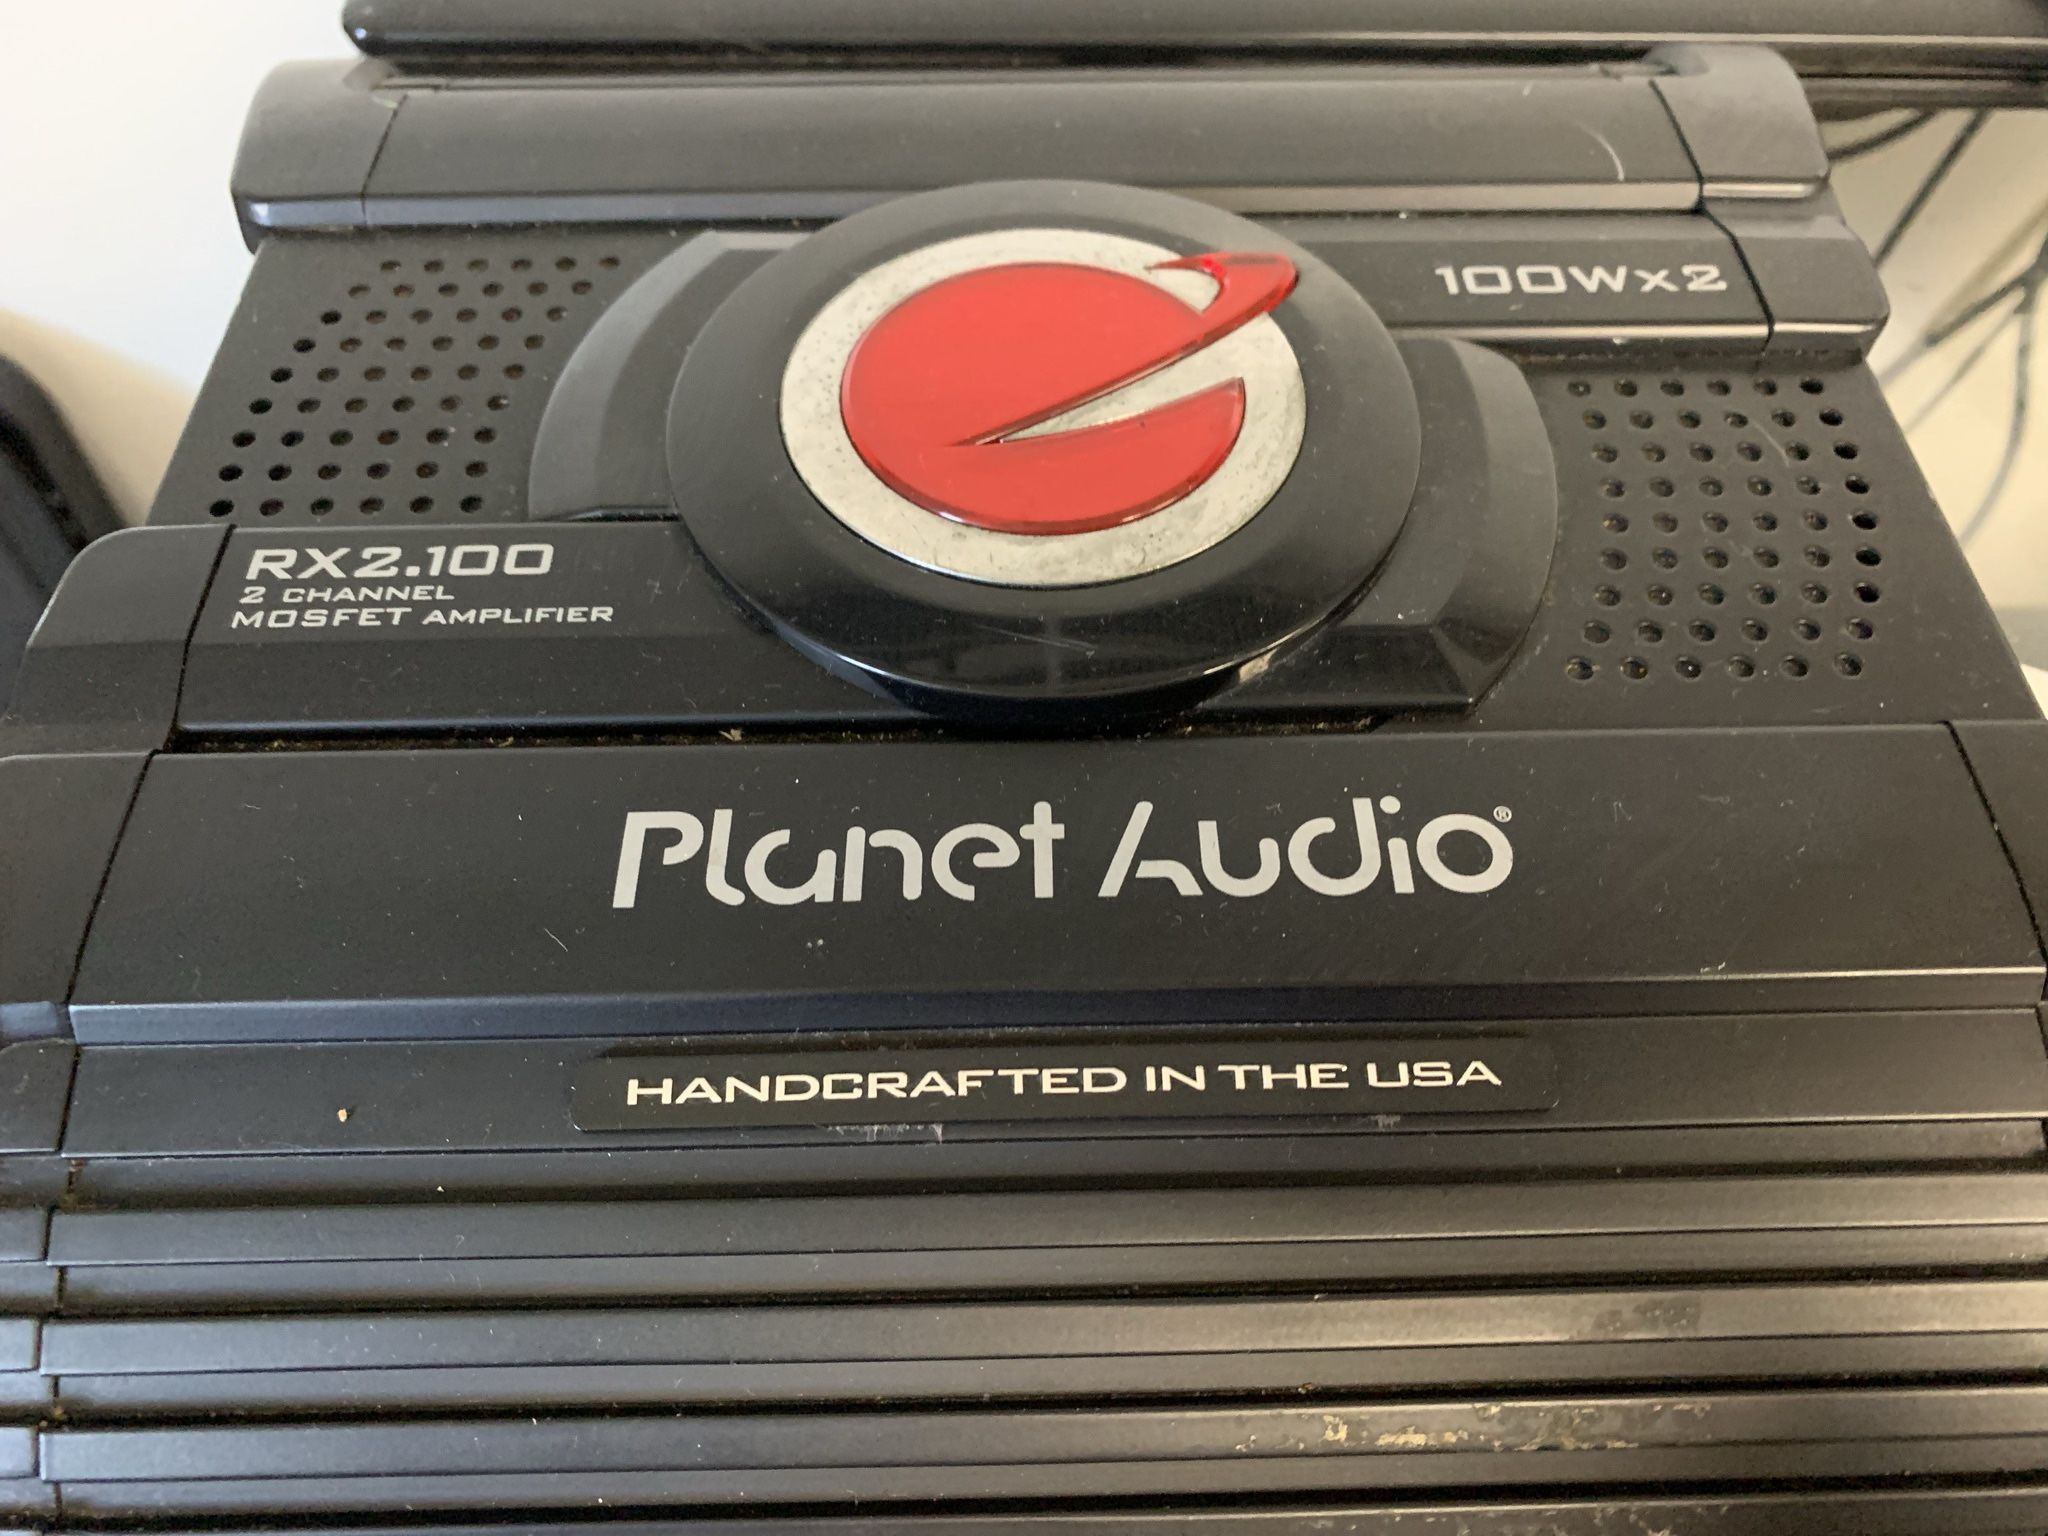 100Wx2
RX2.100
2 CHANNEL
MOSFET AMPLIFIER
Planet Audio®
HANDCRAFTED IN THE USA